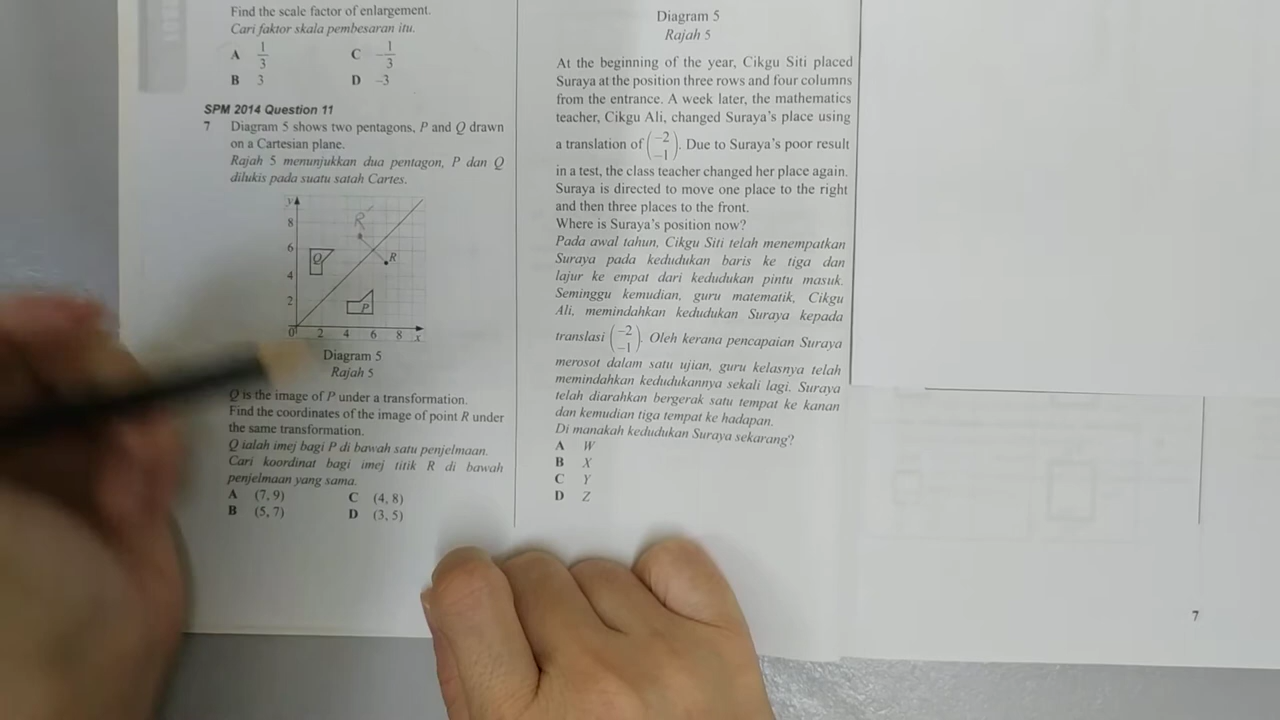 Find the scale factor of enlargement.
Cari faktor skala pembesaran itu.
A 1/3 C -1/3
B 3 D -3
SPM 2014 Question 11
7 Diagram 5 shows two pentagons, P and Q drawn
on a Cartesian plane.
Rajah 5 menunjukkan dua pentagon, P dan Q
dilukis pada suatu satah Cartes.
y
8
R'
6
Q
R
4
2
P
0 2 4 6 8 x
Diagram 5
Rajah 5
Q is the image of P under a transformation.
Find the coordinates of the image of point R under
the same transformation.
Q ialah imej bagi P di bawah satu penjelmaan.
Cari koordinat bagi imej titik R di bawah
penjelmaan yang sama.
A (7, 9) C (4, 8)
B (5, 7) D (3, 5)
Diagram 5
Rajah 5
At the beginning of the year, Cikgu Siti placed
Suraya at the position three rows and four columns
from the entrance. A week later, the mathematics
teacher, Cikgu Ali, changed Suraya's place using
a translation of (-2 -1). Due to Suraya's poor result
in a test, the class teacher changed her place again.
Suraya is directed to move one place to the right
and then three places to the front.
Where is Suraya's position now?
Pada awal tahun, Cikgu Siti telah menempatkan
Suraya pada kedudukan baris ke tiga dan
lajur ke empat dari kedudukan pintu masuk.
Seminggu kemudian, guru matematik, Cikgu
Ali, memindahkan kedudukan Suraya kepada
translasi (-2 -1). Oleh kerana pencapaian Suraya
merosot dalam satu ujian, guru kelasnya telah
memindahkan kedudukannya sekali lagi. Suraya
telah diarahkan bergerak satu tempat ke kanan
dan kemudian tiga tempat ke hadapan.
Di manakah kedudukan Suraya sekarang?
A W
B X
C Y
D Z
7